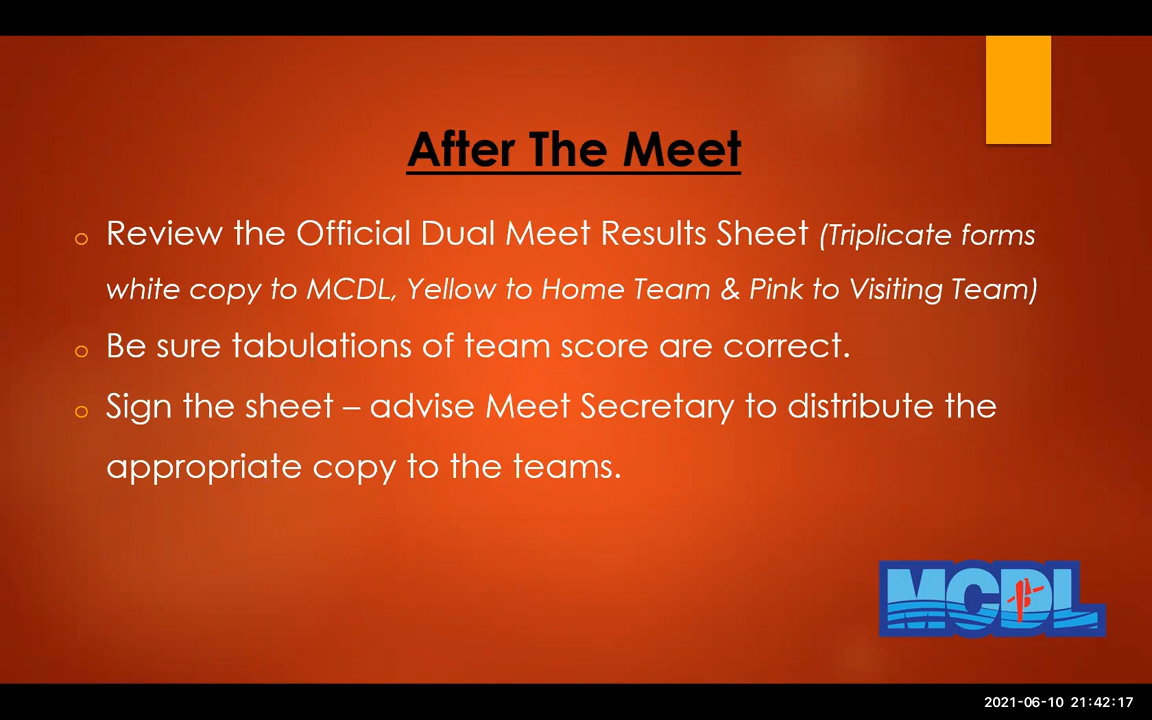 After The Meet
o Review the Official Dual Meet Results Sheet (Triplicate forms
white copy to MCDL, Yellow to Home Team & Pink to Visiting Team)
o Be sure tabulations of team score are correct.
o Sign the sheet – advise Meet Secretary to distribute the
appropriate copy to the teams.
MCDL
2021-06-10 21:42:17